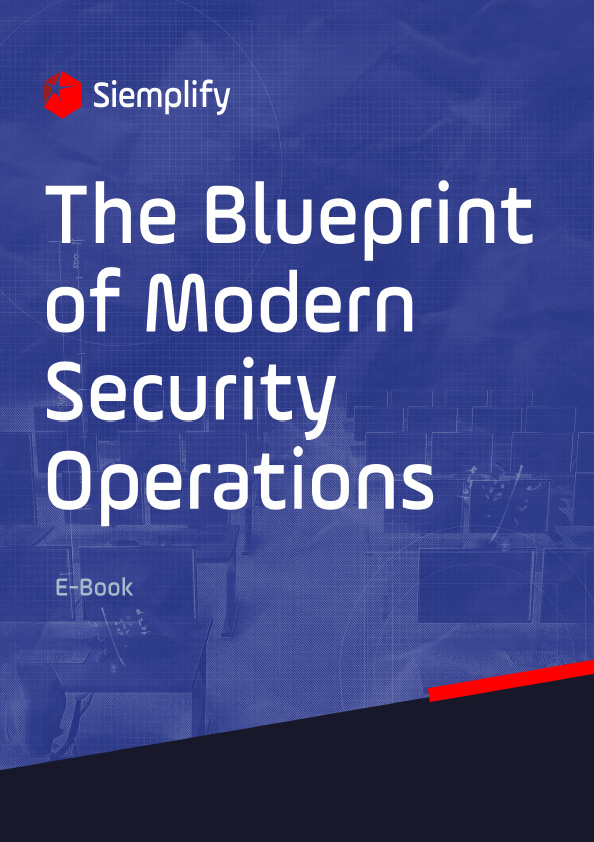 Siemplify
The Blueprint
of Modern
Security
Operations
E-Book